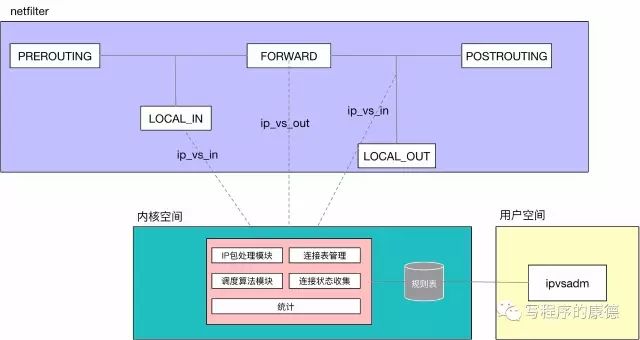 netfilter
PREROUTING
FORWARD
POSTROUTING
LOCAL_IN
ip_vs_out
ip_vs_in
ip_vs_in
LOCAL_OUT
内核空间
用户空间
IP包处理模块
连接表管理
调度算法模块
连接状态收集
统计
规则表
ipvsadm
写程序的康德